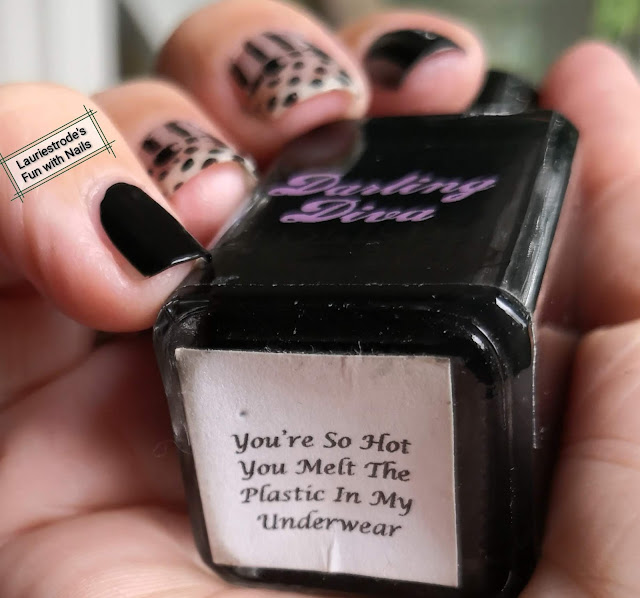 Lauriestrode's
Fun with Nails
Darling
Diva
You're So Hot
You Melt The
Plastic In My
Underwear